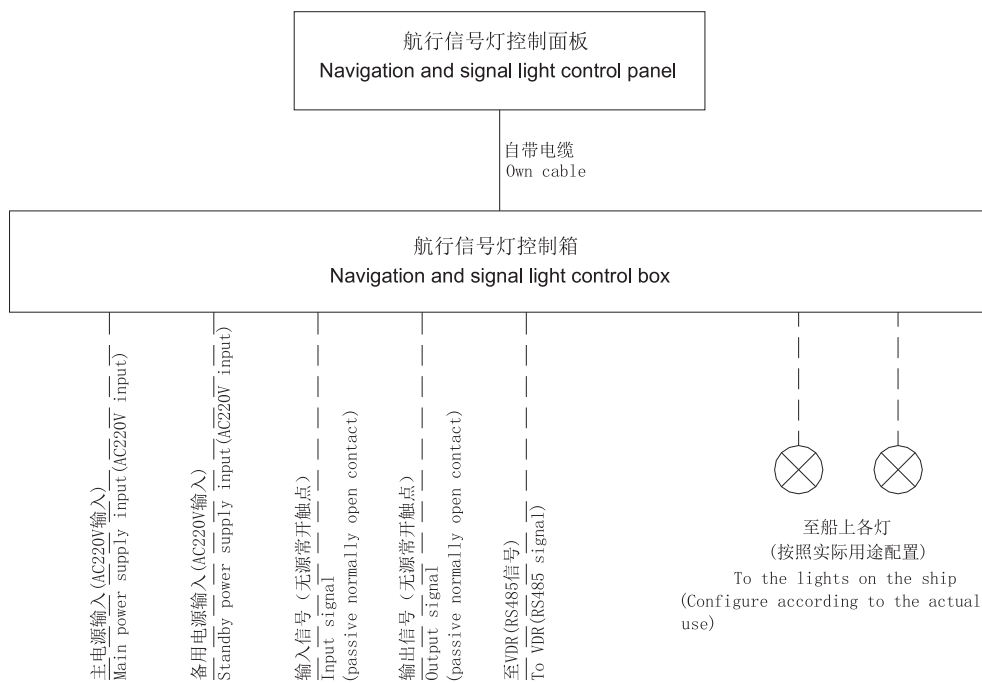 航行信号灯控制面板
Navigation and signal light control panel
自带电缆
Own cable
航行信号灯控制箱
Navigation and signal light control box
主电源输入(AC220V输入)
Main power supply input(AC220V input)
备用电源输入(AC220V输入)
Standby power supply input(AC220V input)
输入信号（无源常开触点)
Input signal
(passive normally open contact)
输出信号（无源常开触点)
Output signal
(passive normally open contact)
至VDR(RS485信号)
To VDR(RS485 signal)
至船上各灯
(按照实际用途配置)
To the lights on the ship
(Configure according to the actual
use)